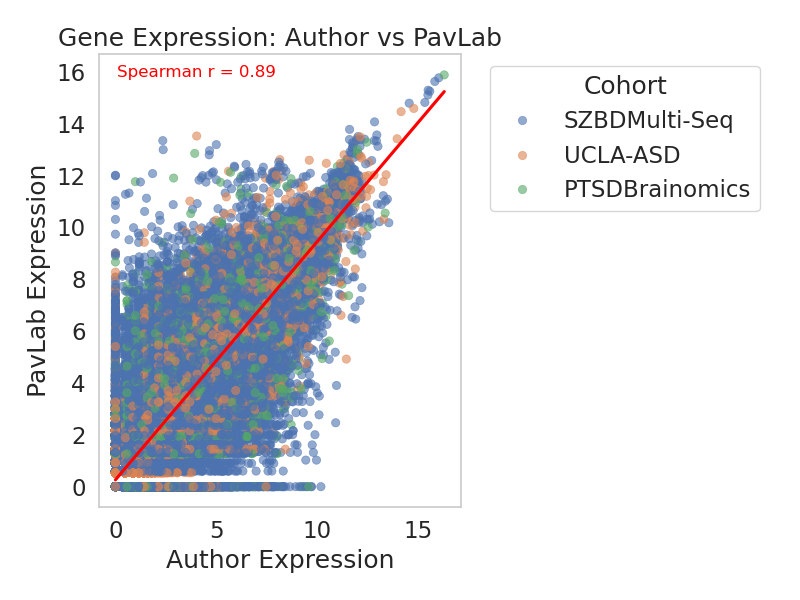 Gene Expression: Author vs PavLab
Spearman r = 0.89
16
14
12
10
8
6
4
2
0
PavLab Expression
0 5 10 15
Author Expression
Cohort
SZBDMulti-Seq
UCLA-ASD
PTSDBrainomics